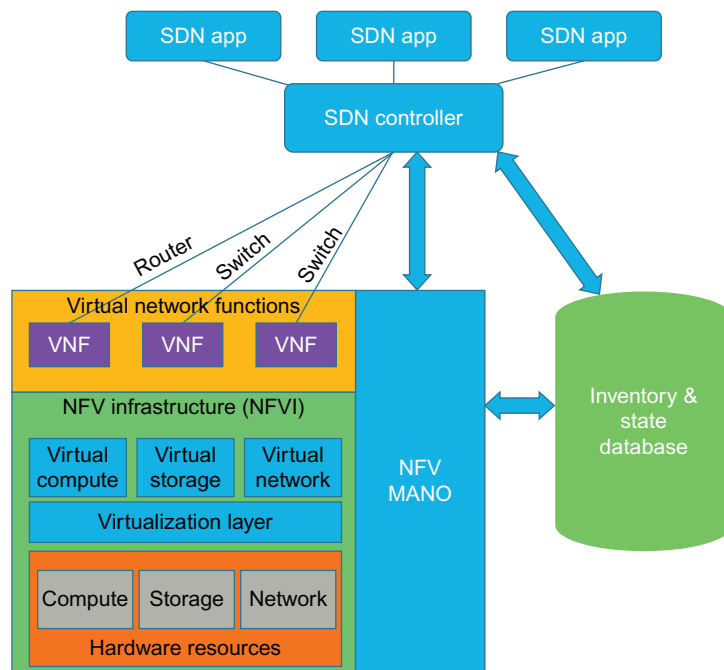 SDN app
SDN app
SDN app
SDN controller
Router
Switch
Switch
Virtual network functions
VNF
VNF
VNF
NFV infrastructure (NFVI)
Virtual
compute
Virtual
storage
Virtual
network
Virtualization layer
Compute
Storage
Network
Hardware resources
NFV
MANO
Inventory &
state
database